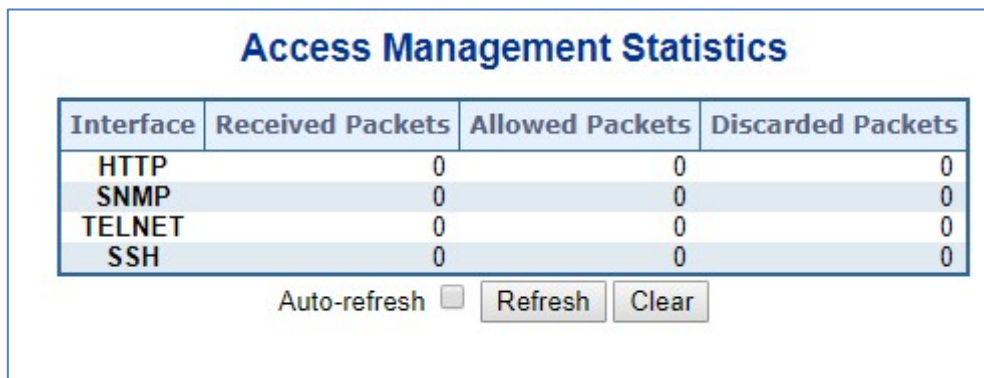 Access Management Statistics
Interface Received Packets Allowed Packets Discarded Packets
HTTP 0 0 0
SNMP 0 0 0
TELNET 0 0 0
SSH 0 0 0
Auto-refresh Refresh Clear